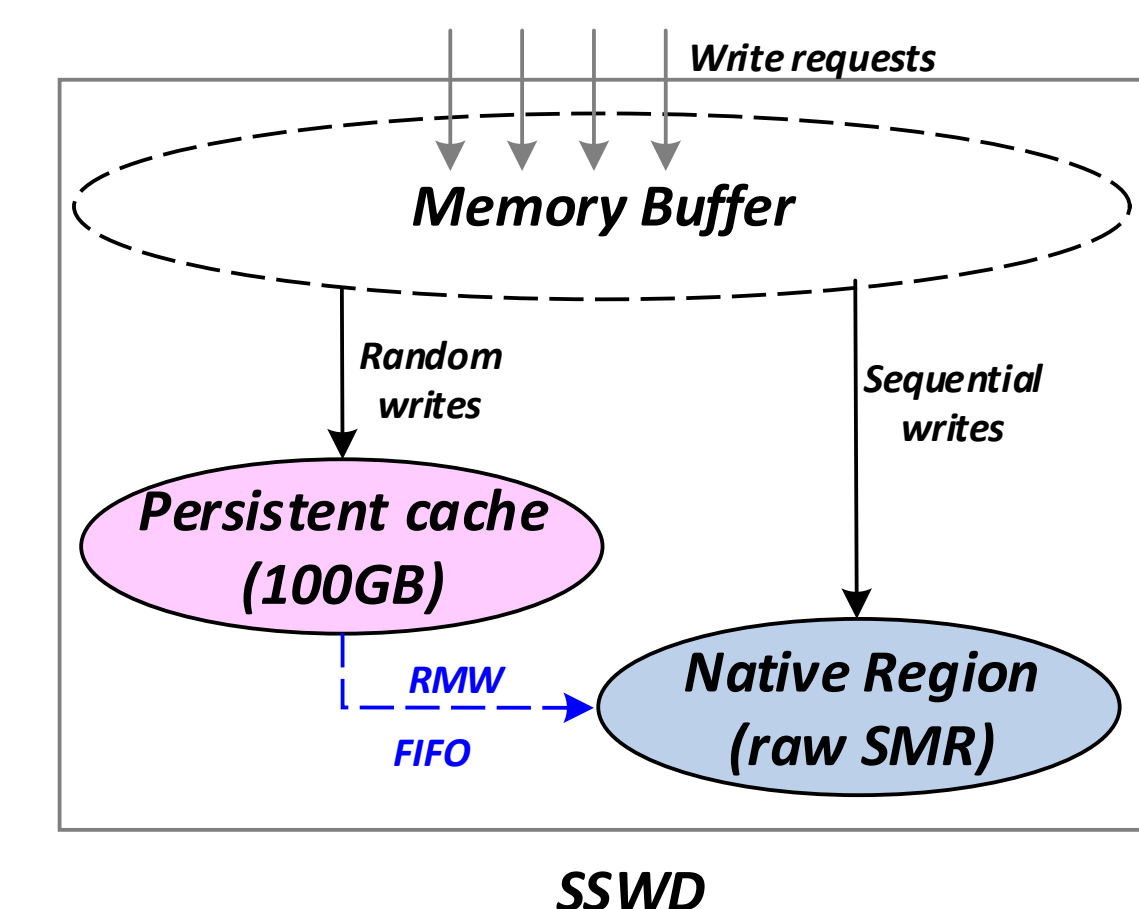 Write requests
Memory Buffer
Random
writes
Sequential
writes
Persistent cache
(100GB)
RMW
FIFO
Native Region
(raw SMR)
SSWD